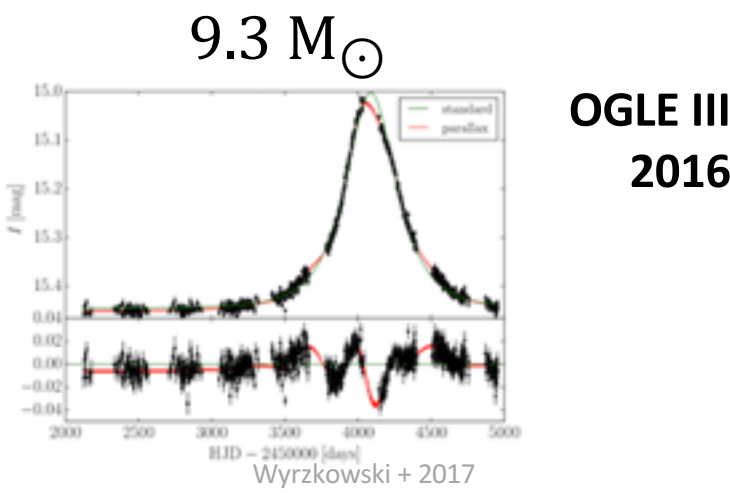 9.3 M☉
OGLE III
2016
15.0
standard
parallax
15.1
15.2
I [mag]
15.3
15.4
0.04
0.02
0.00
−0.02
−0.04
2000 2500 3000 3500 4000 4500 5000
HJD − 2450000 [days]
Wyrzkowski + 2017